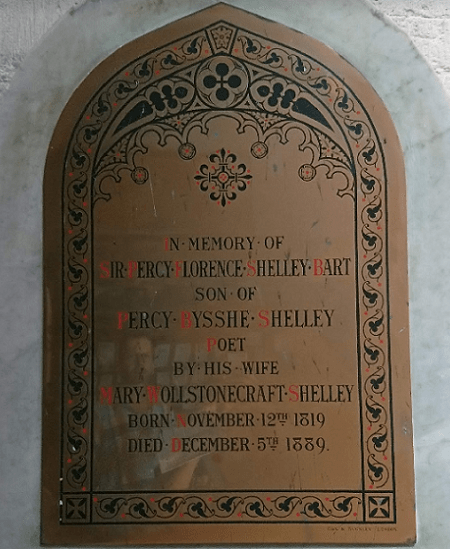 IN·MEMORY·OF
SIR·PERCY·FLORENCE·SHELLEY·BART
SON·OF
PERCY·BYSSHE·SHELLEY
POET
BY·HIS·WIFE
MARY·WOLLSTONECRAFT·SHELLEY
BORN·NOVEMBER·12TH·1819
DIED·DECEMBER·5TH·1889.